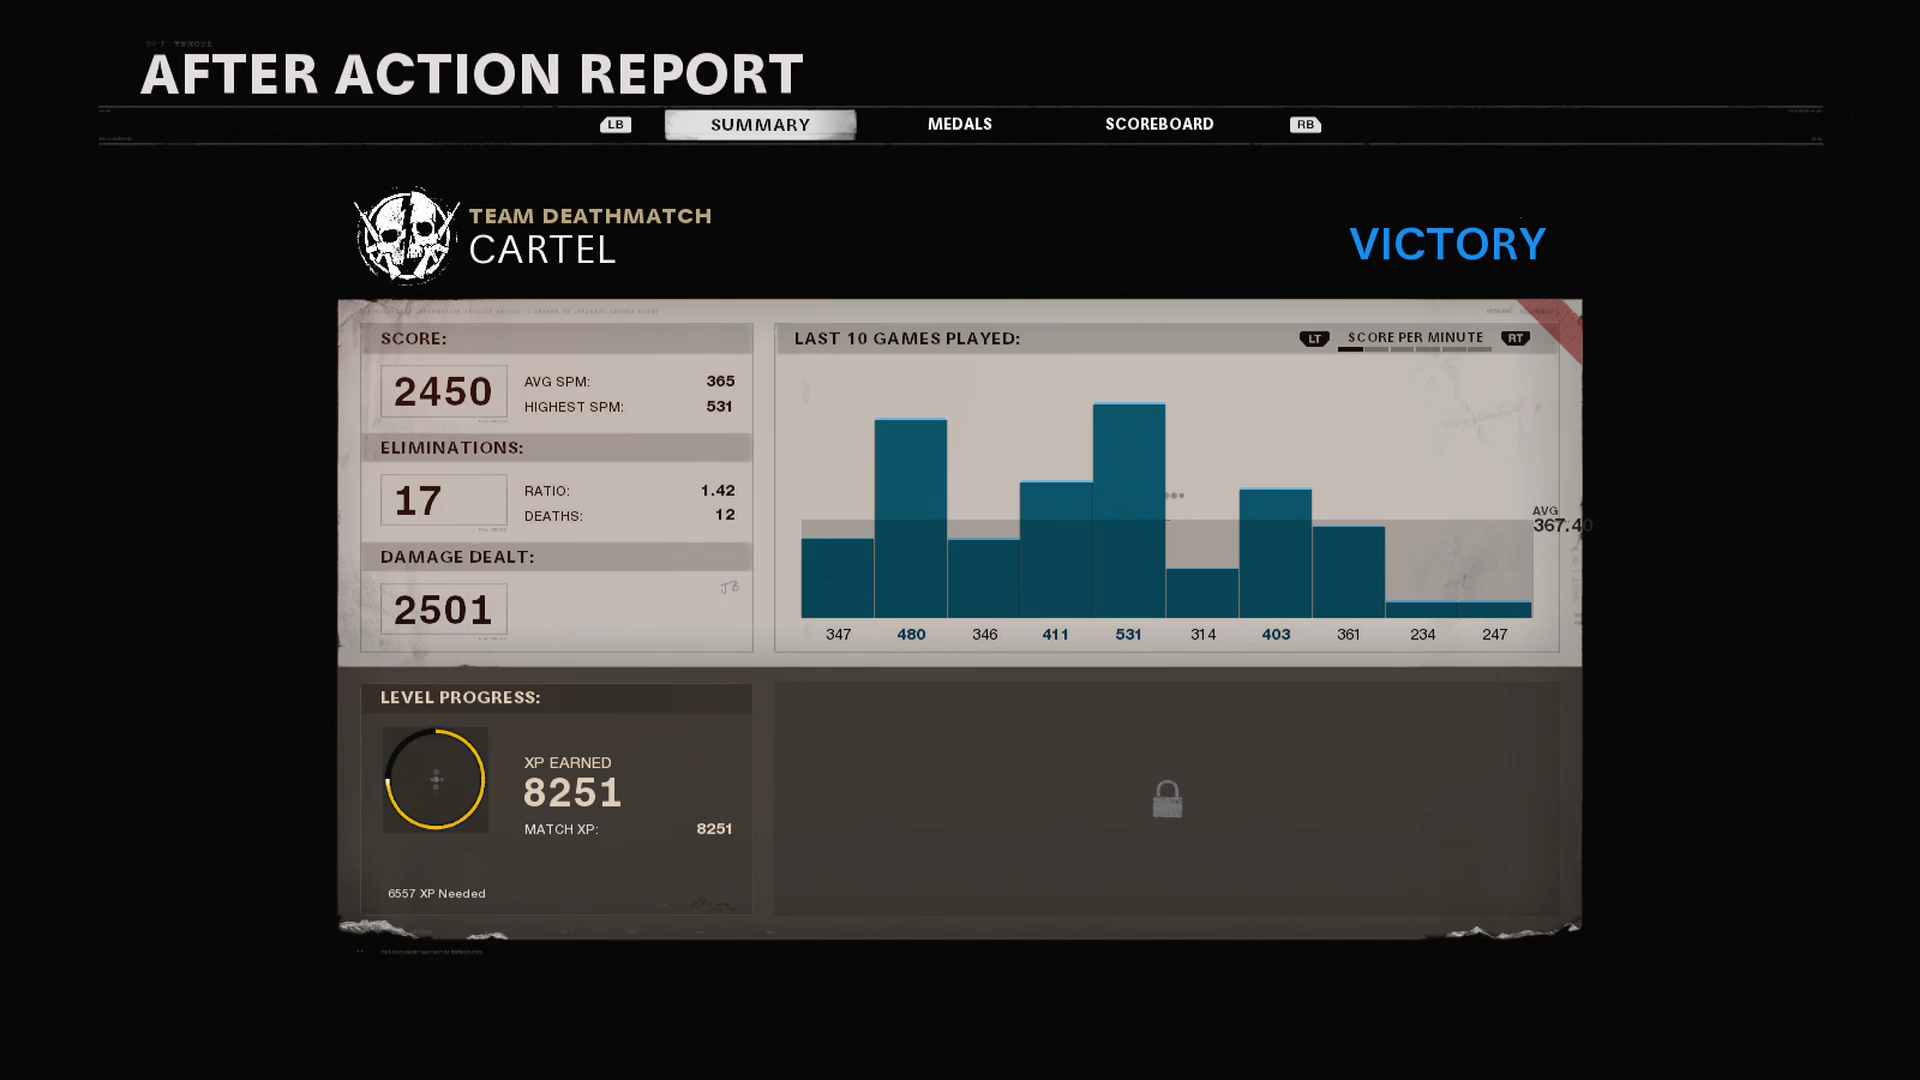 AFTER ACTION REPORT
LB SUMMARY MEDALS SCOREBOARD RB
TEAM DEATHMATCH
CARTEL
VICTORY
SCORE:
2450
AVG SPM: 365
HIGHEST SPM: 531
ELIMINATIONS:
17
RATIO: 1.42
DEATHS: 12
DAMAGE DEALT:
JB
2501
LAST 10 GAMES PLAYED:
LT SCORE PER MINUTE RT
AVG
367.40
347 480 346 411 531 314 403 361 234 247
LEVEL PROGRESS:
XP EARNED
8251
MATCH XP: 8251
6557 XP Needed